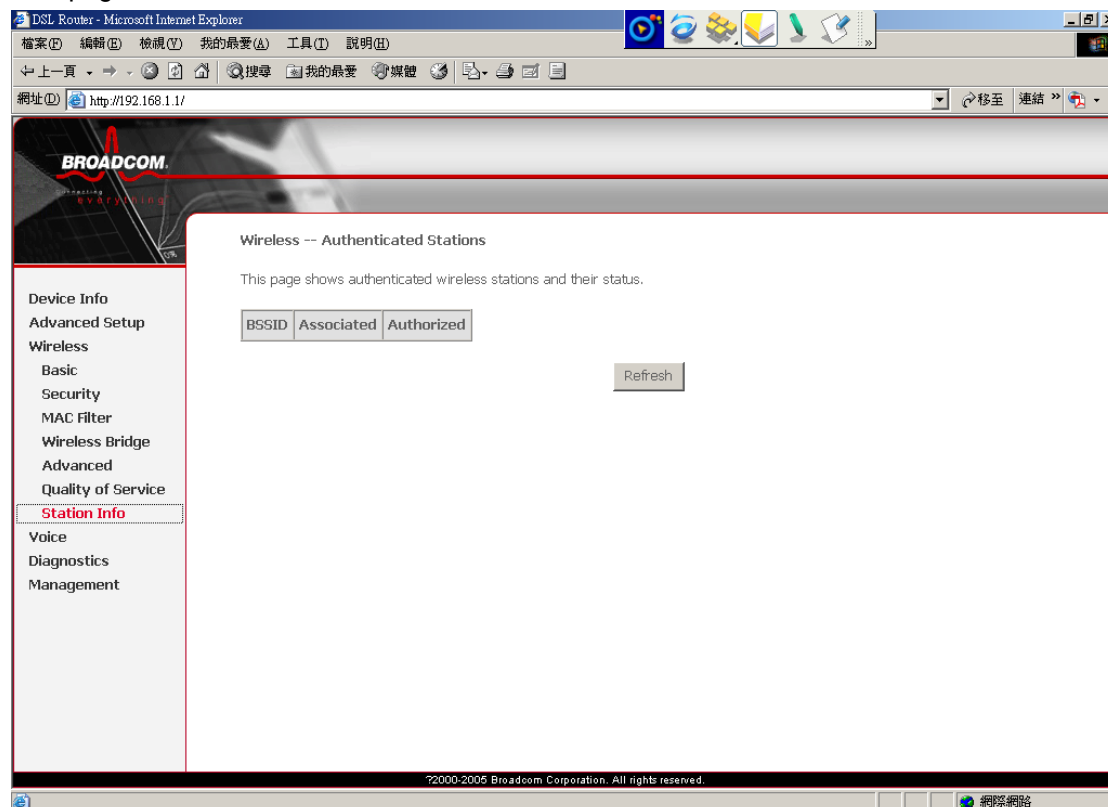 DSL Router - Microsoft Internet Explorer
檔案(F) 編輯(E) 檢視(V) 我的最愛(A) 工具(T) 說明(H)
上一頁 搜尋 我的最愛 媒體
網址(D) http://192.168.1.1/ 移至 連結 »
BROADCOM.
Connecting
everything
Wireless -- Authenticated Stations
This page shows authenticated wireless stations and their status.
BSSID Associated Authorized
Refresh
Device Info
Advanced Setup
Wireless
Basic
Security
MAC Filter
Wireless Bridge
Advanced
Quality of Service
Station Info
Voice
Diagnostics
Management
?2000-2005 Broadcom Corporation. All rights reserved.
網際網路